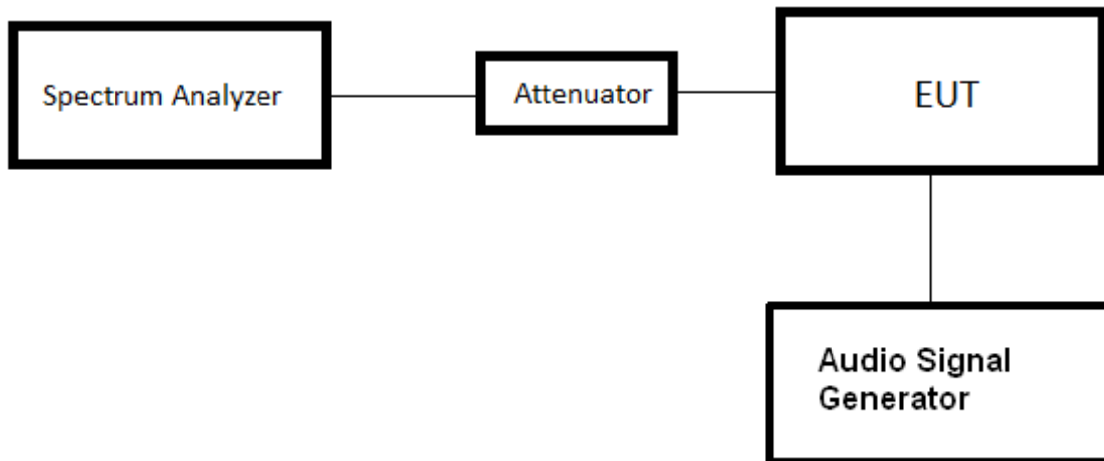 Spectrum Analyzer
Attenuator
EUT
Audio Signal
Generator